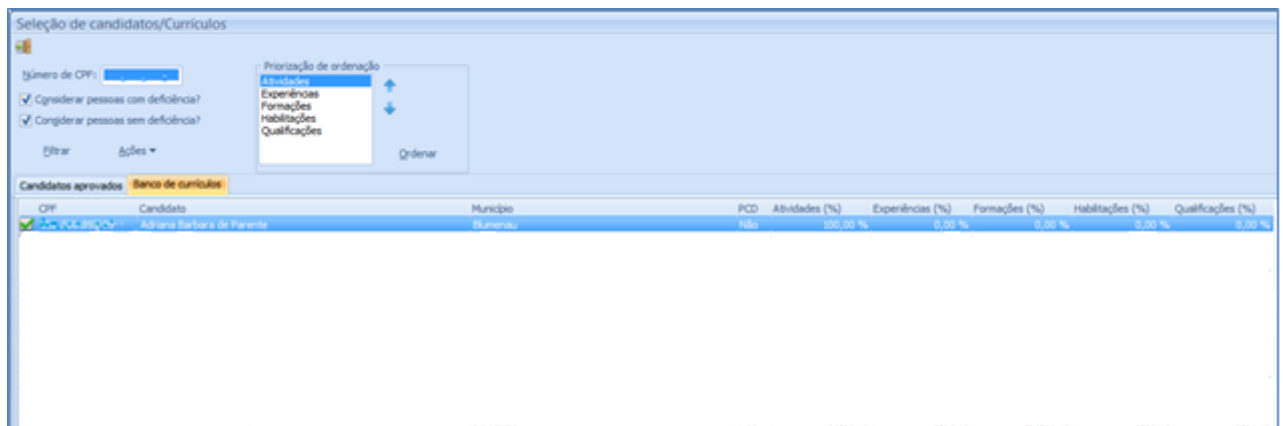 Seleção de candidatos/Currículos
Número de CPF:
Considerar pessoas com deficiência?
Considerar pessoas sem deficiência?
Filtrar Ações
Priorização de ordenação
Atividades
Experiências
Formações
Habilitações
Qualificações
Ordenar
Candidatos aprovados Banco de currículos
CPF Candidato Município PCD Atividades (%) Experiências (%) Formações (%) Habilitações (%) Qualificações (%)
Adriana Barbara de Parente Blumenau Não 100,00 % 0,00 % 0,00 % 0,00 % 0,00 %